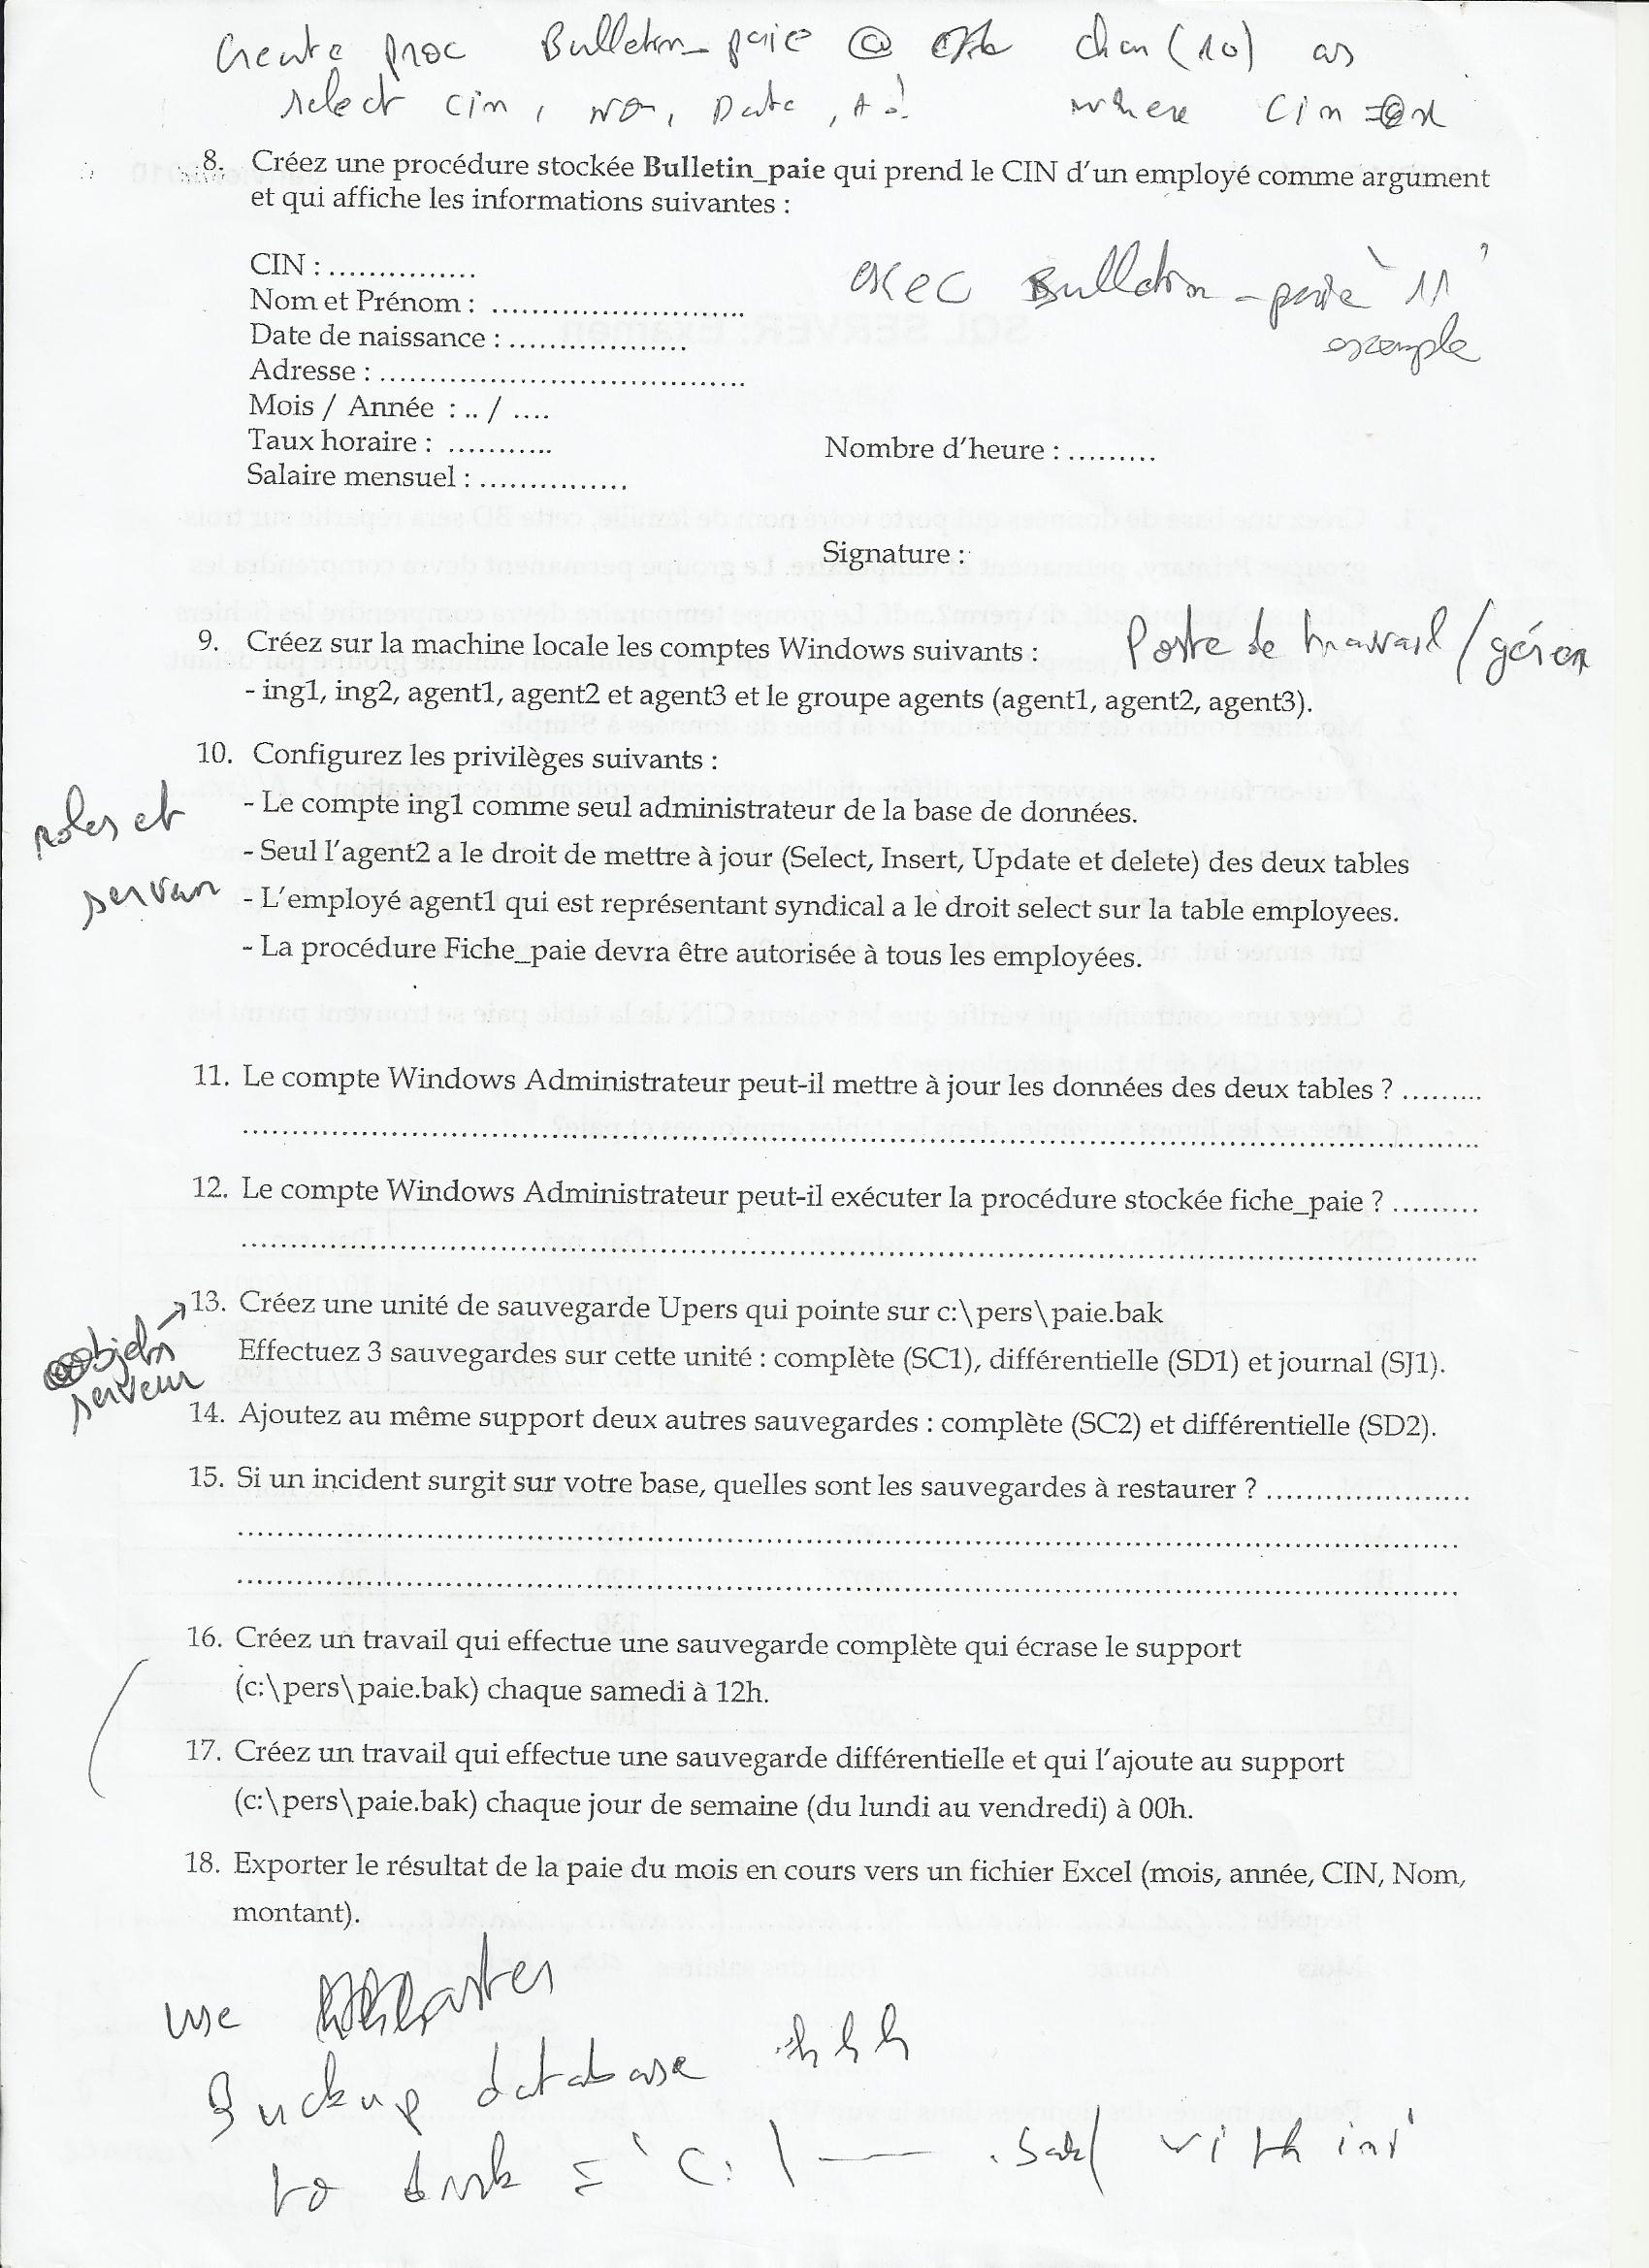 Create proc Bulletin_paie @ char(10) as
select cin, Date, where cin =@x
8. Créez une procédure stockée Bulletin_paie qui prend le CIN d'un employé comme argument
et qui affiche les informations suivantes :
CIN : ...............
Nom et Prénom : ..........................
exec Bulletin_paie '11'
Date de naissance : ..................
exemple
Adresse : ......................................
Mois / Année : .. / ....
Taux horaire : ...........
Nombre d'heure : .........
Salaire mensuel : ...............
Signature :
9. Créez sur la machine locale les comptes Windows suivants :
Poste de travail / gérer
- ing1, ing2, agent1, agent2 et agent3 et le groupe agents (agent1, agent2, agent3).
10. Configurez les privilèges suivants :
- Le compte ing1 comme seul administrateur de la base de données.
roles et
- Seul l'agent2 a le droit de mettre à jour (Select, Insert, Update et delete) des deux tables
- L'employé agent1 qui est représentant syndical a le droit select sur la table employees.
- La procédure Fiche_paie devra être autorisée à tous les employées.
11. Le compte Windows Administrateur peut-il mettre à jour les données des deux tables ? .........
12. Le compte Windows Administrateur peut-il exécuter la procédure stockée fiche_paie ? .........
13. Créez une unité de sauvegarde Upers qui pointe sur c:\pers\paie.bak
objets
Effectuez 3 sauvegardes sur cette unité : complète (SC1), différentielle (SD1) et journal (SJ1).
serveur
14. Ajoutez au même support deux autres sauvegardes : complète (SC2) et différentielle (SD2).
15. Si un incident surgit sur votre base, quelles sont les sauvegardes à restaurer ? .....................
16. Créez un travail qui effectue une sauvegarde complète qui écrase le support
(c:\pers\paie.bak) chaque samedi à 12h.
17. Créez un travail qui effectue une sauvegarde différentielle et qui l'ajoute au support
(c:\pers\paie.bak) chaque jour de semaine (du lundi au vendredi) à 00h.
18. Exporter le résultat de la paie du mois en cours vers un fichier Excel (mois, année, CIN, Nom,
montant).
use Master
Backup database hhh
to disk = 'C:\ .bak with init